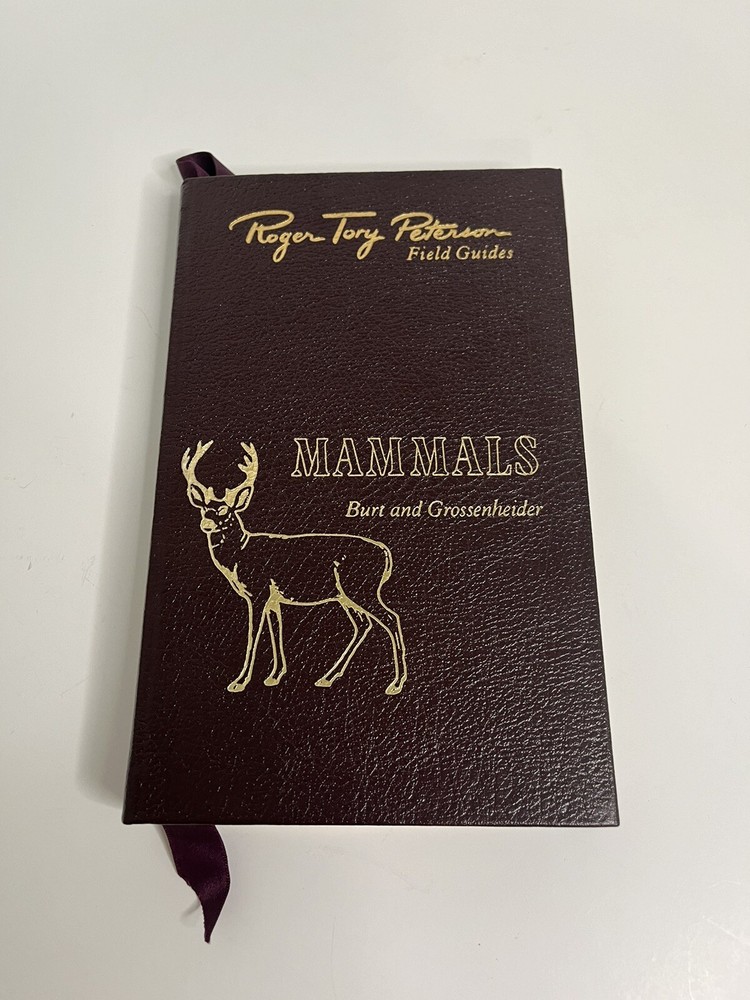 Roger Tory Peterson
Field Guides
MAMMALS
Burt and Grossenheider